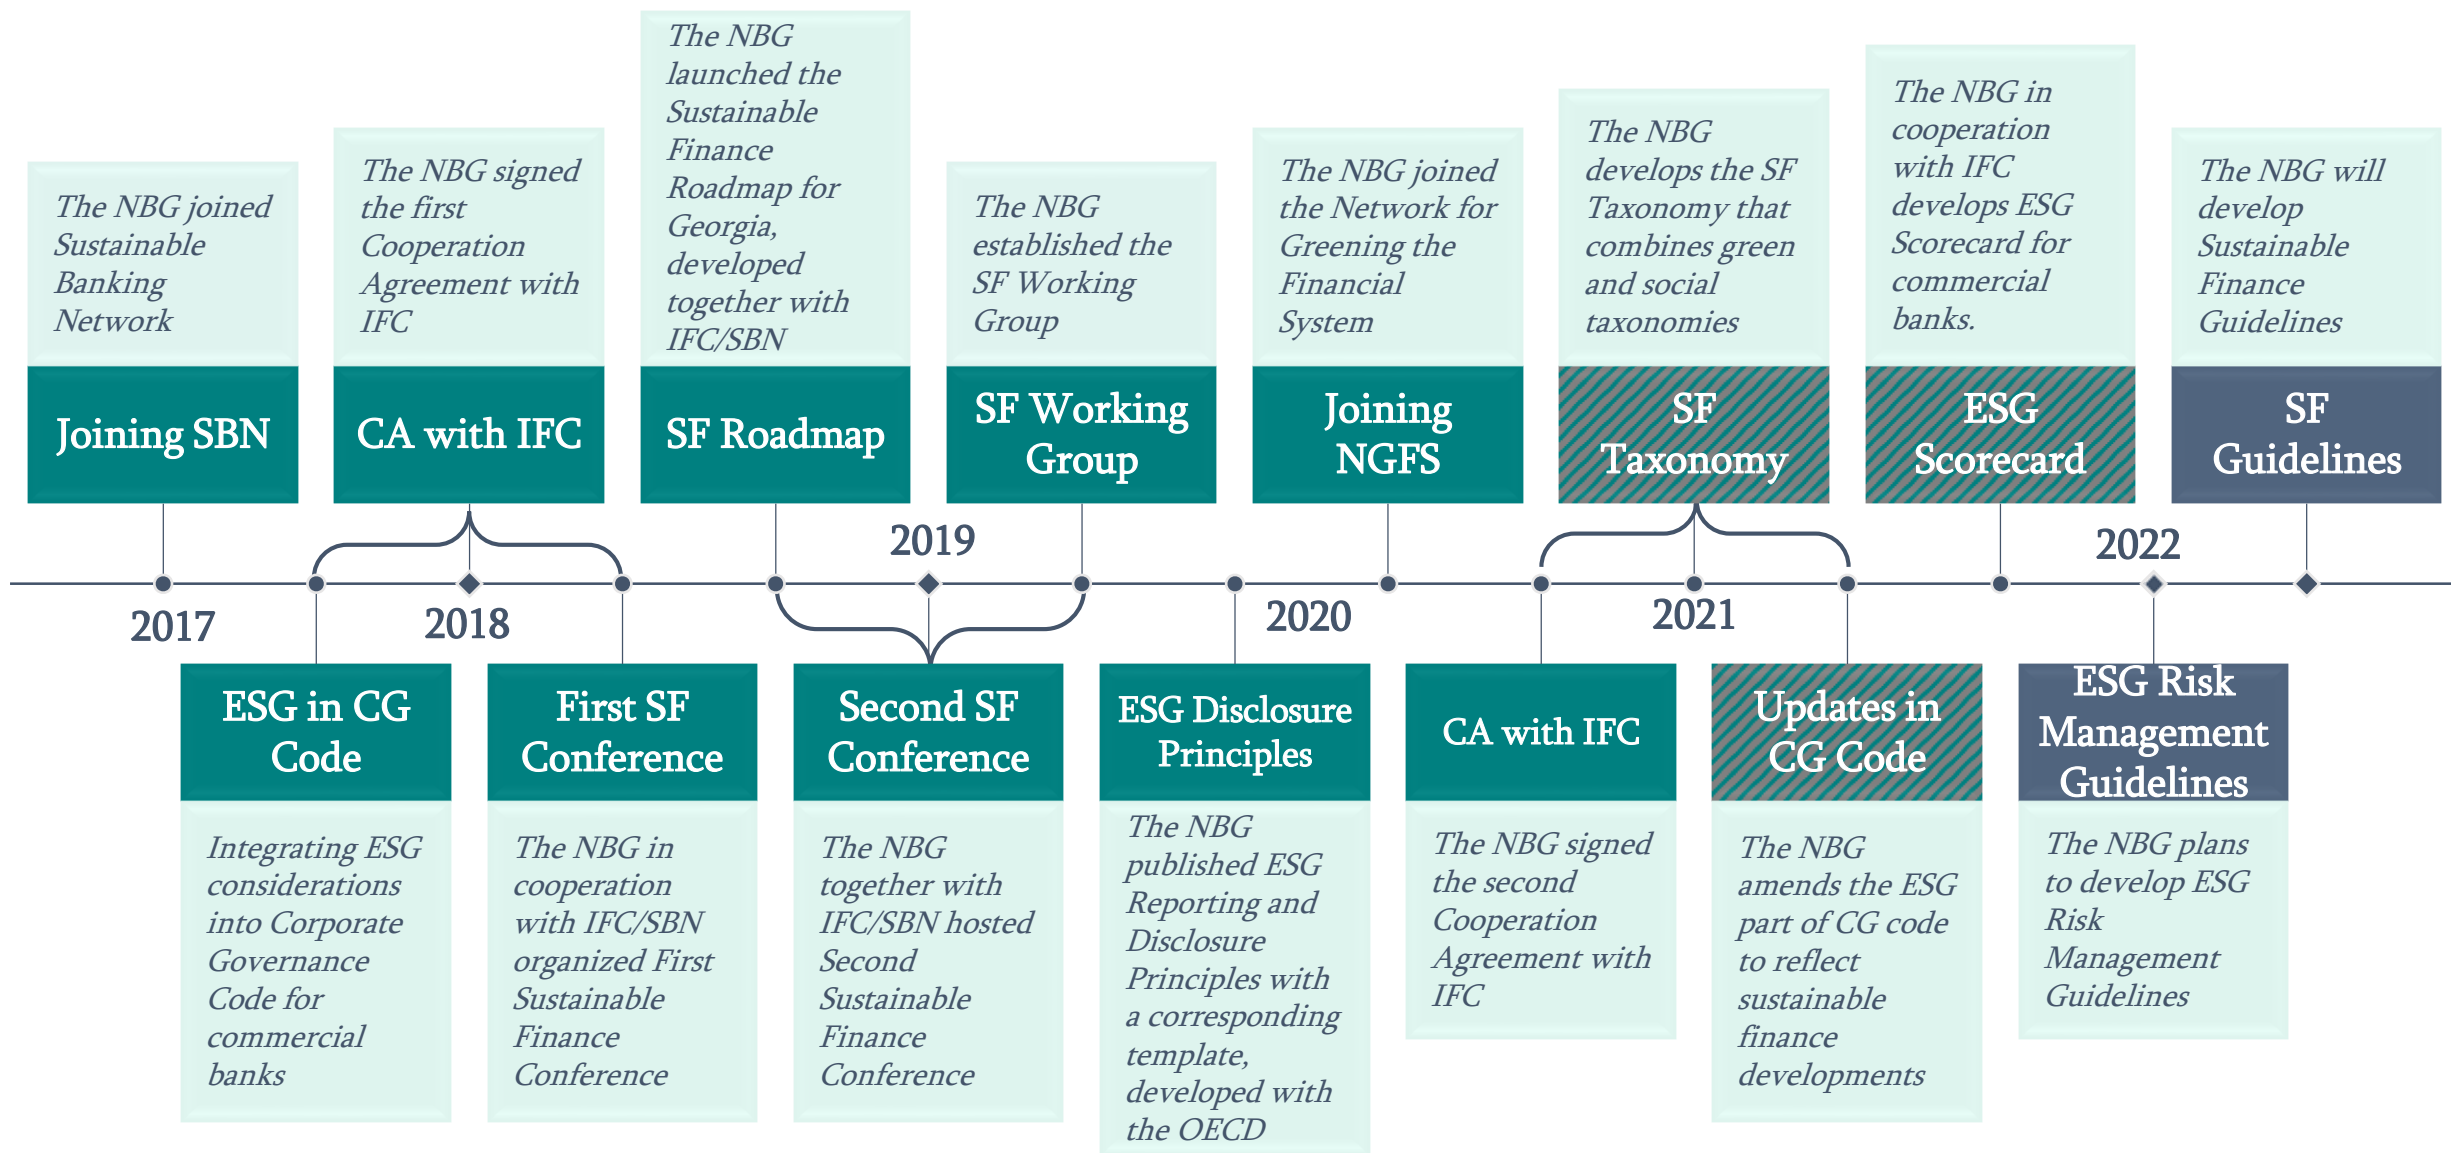 The NBG joined
Sustainable
Banking
Network
Joining SBN
The NBG signed
the first
Cooperation
Agreement with
IFC
CA with IFC
The NBG
launched the
Sustainable
Finance
Roadmap for
Georgia,
developed
together with
IFC/SBN
SF Roadmap
The NBG
established the
SF Working
Group
SF Working
Group
The NBG joined
the Network for
Greening the
Financial
System
Joining
NGFS
The NBG
develops the SF
Taxonomy that
combines green
and social
taxonomies
SF
Taxonomy
The NBG in
cooperation
with IFC
develops ESG
Scorecard for
commercial
banks.
ESG
Scorecard
The NBG will
develop
Sustainable
Finance
Guidelines
SF
Guidelines
2017
2018
2019
2020
2021
2022
ESG in CG
Code
Integrating ESG
considerations
into Corporate
Governance
Code for
commercial
banks
First SF
Conference
The NBG in
cooperation
with IFC/SBN
organized First
Sustainable
Finance
Conference
Second SF
Conference
The NBG
together with
IFC/SBN hosted
Second
Sustainable
Finance
Conference
ESG Disclosure
Principles
The NBG
published ESG
Reporting and
Disclosure
Principles with
a corresponding
template,
developed with
the OECD
CA with IFC
The NBG signed
the second
Cooperation
Agreement with
IFC
Updates in
CG Code
The NBG
amends the ESG
part of CG code
to reflect
sustainable
finance
developments
ESG Risk
Management
Guidelines
The NBG plans
to develop ESG
Risk
Management
Guidelines